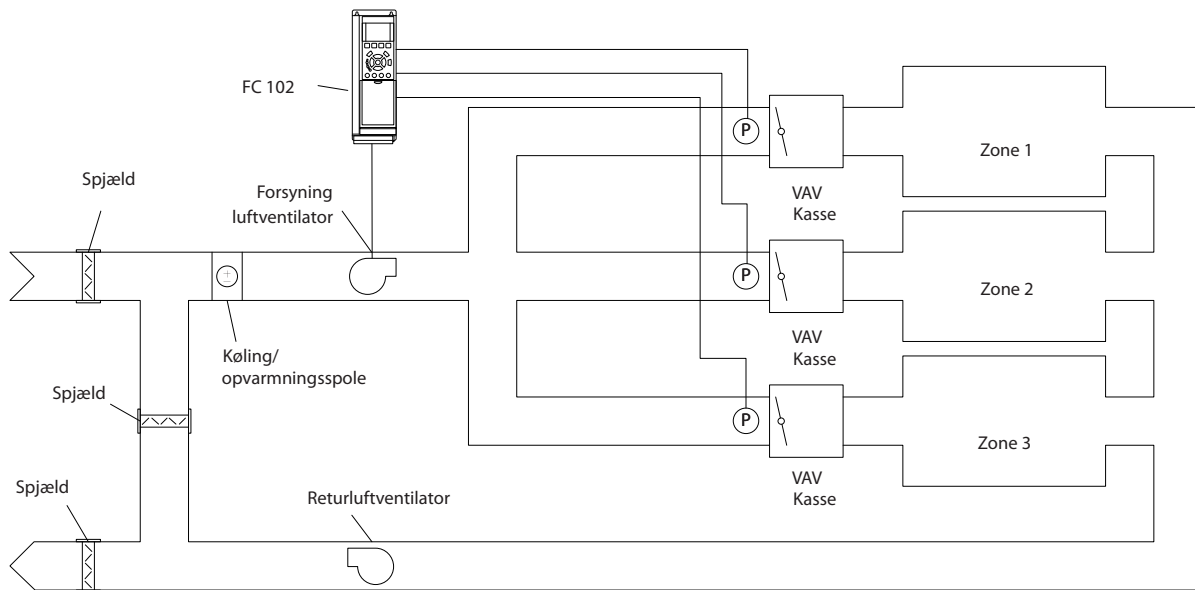 FC 102
P
Zone 1
VAV
Kasse
Spjæld
Forsyning
luftventilator
P
Zone 2
VAV
Kasse
Køling/
opvarmningsspole
Spjæld
P
Zone 3
VAV
Kasse
Spjæld
Returluftventilator